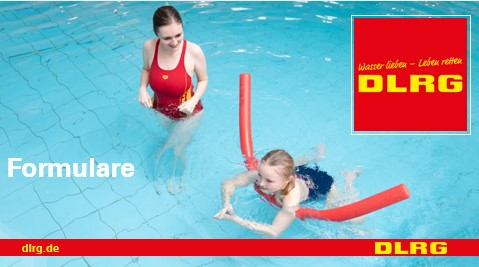 Wasser lieben – Leben retten
DLRG
Formulare
dlrg.de
DLRG